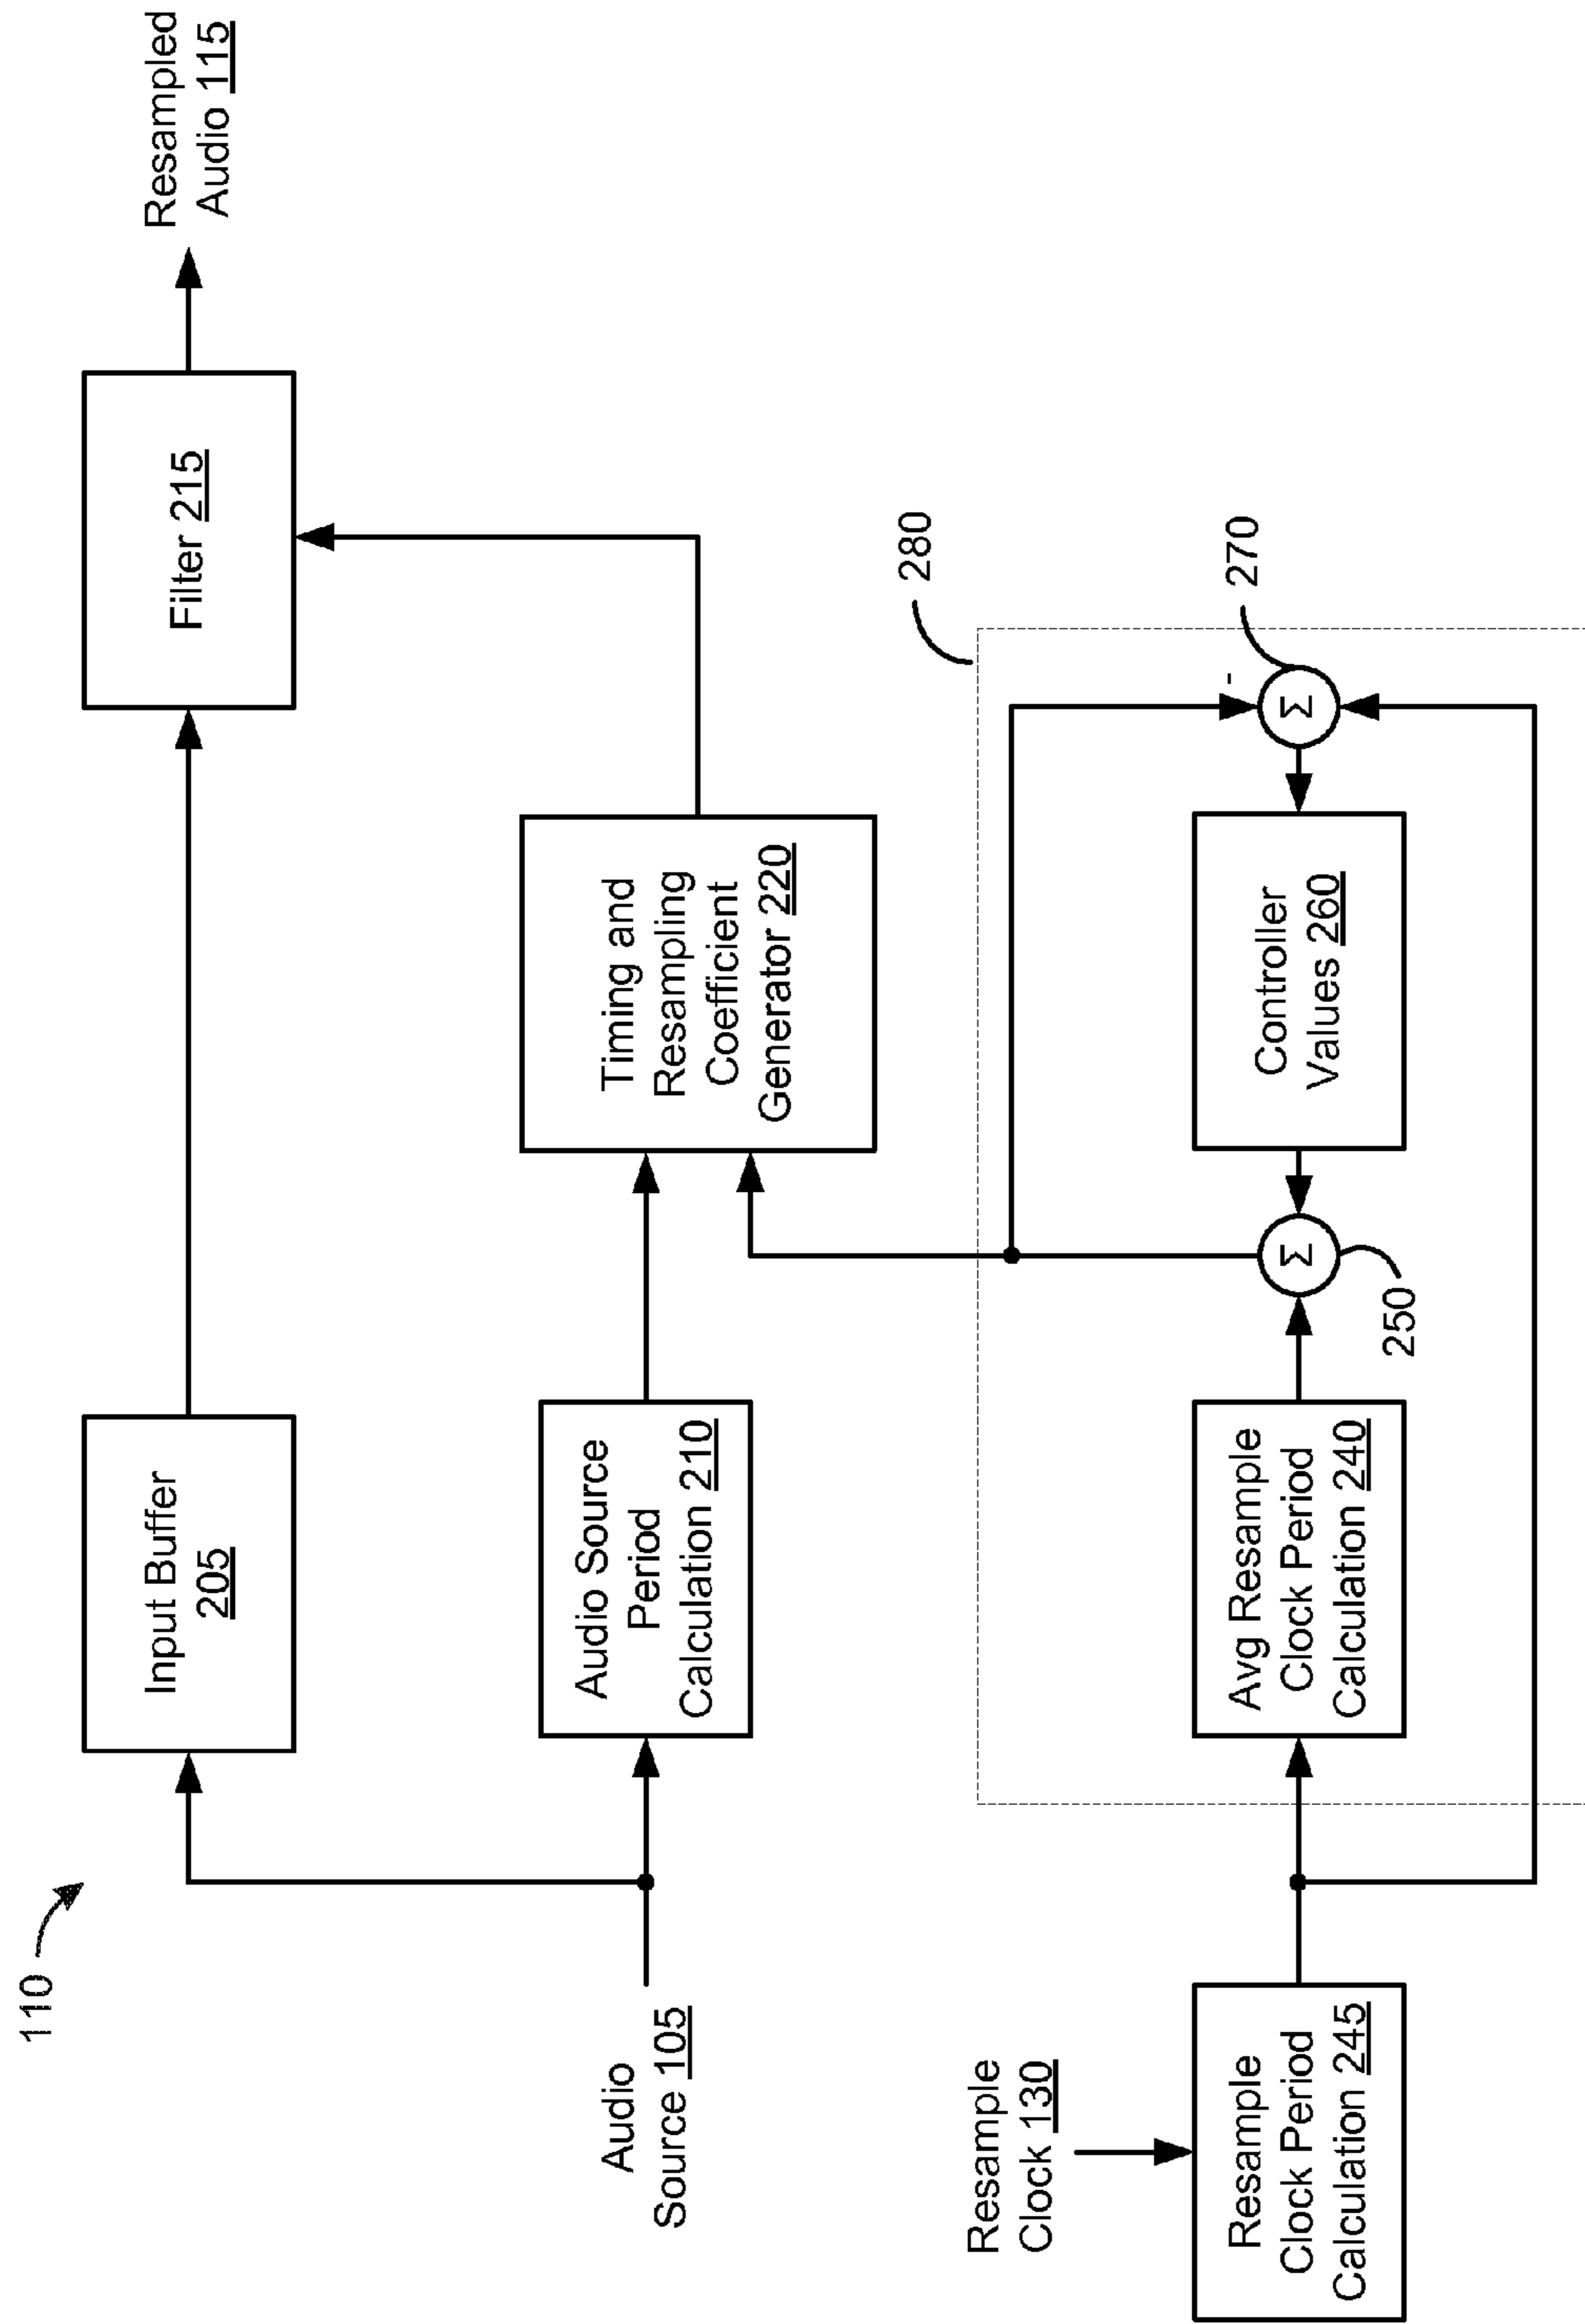 110
Input Buffer
205
Filter 215
Resampled
Audio 115
Audio
Source 105
Audio Source
Period
Calculation 210
Timing and
Resampling
Coefficient
Generator 220
280
Resample
Clock 130
Resample
Clock Period
Calculation 245
Avg Resample
Clock Period
Calculation 240
Σ
250
Controller
Values 260
Σ
-
270